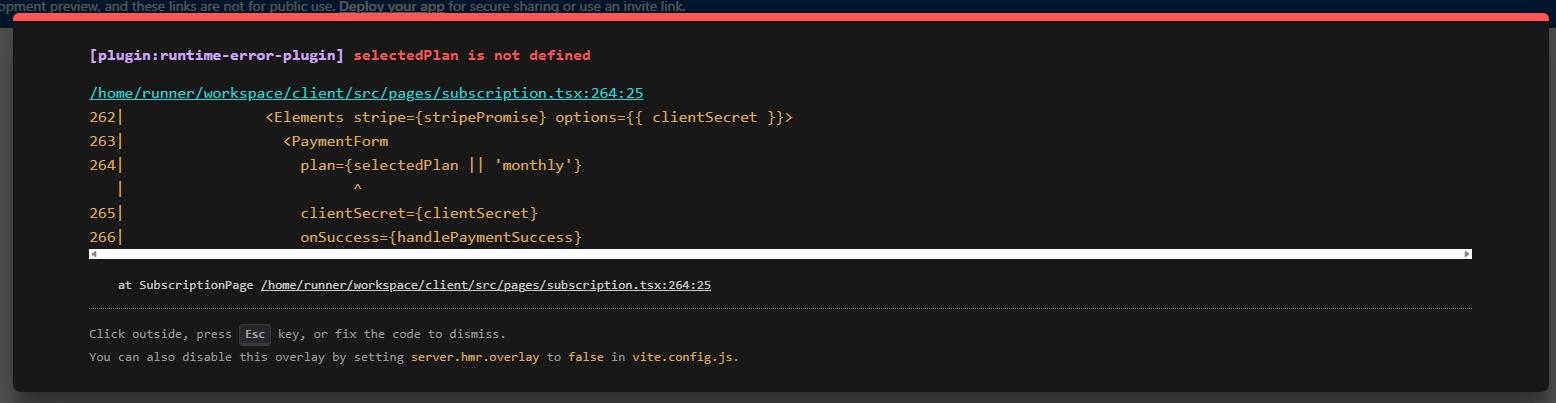 opment preview, and these links are not for public use. Deploy your app for secure sharing or use an invite link.
[plugin:runtime-error-plugin] selectedPlan is not defined
/home/runner/workspace/client/src/pages/subscription.tsx:264:25
262|                <Elements stripe={stripePromise} options={{ clientSecret }}>
263|                  <PaymentForm
264|                    plan={selectedPlan || 'monthly'}
   |                          ^
265|                    clientSecret={clientSecret}
266|                    onSuccess={handlePaymentSuccess}
at SubscriptionPage /home/runner/workspace/client/src/pages/subscription.tsx:264:25
Click outside, press Esc key, or fix the code to dismiss.
You can also disable this overlay by setting server.hmr.overlay to false in vite.config.js.